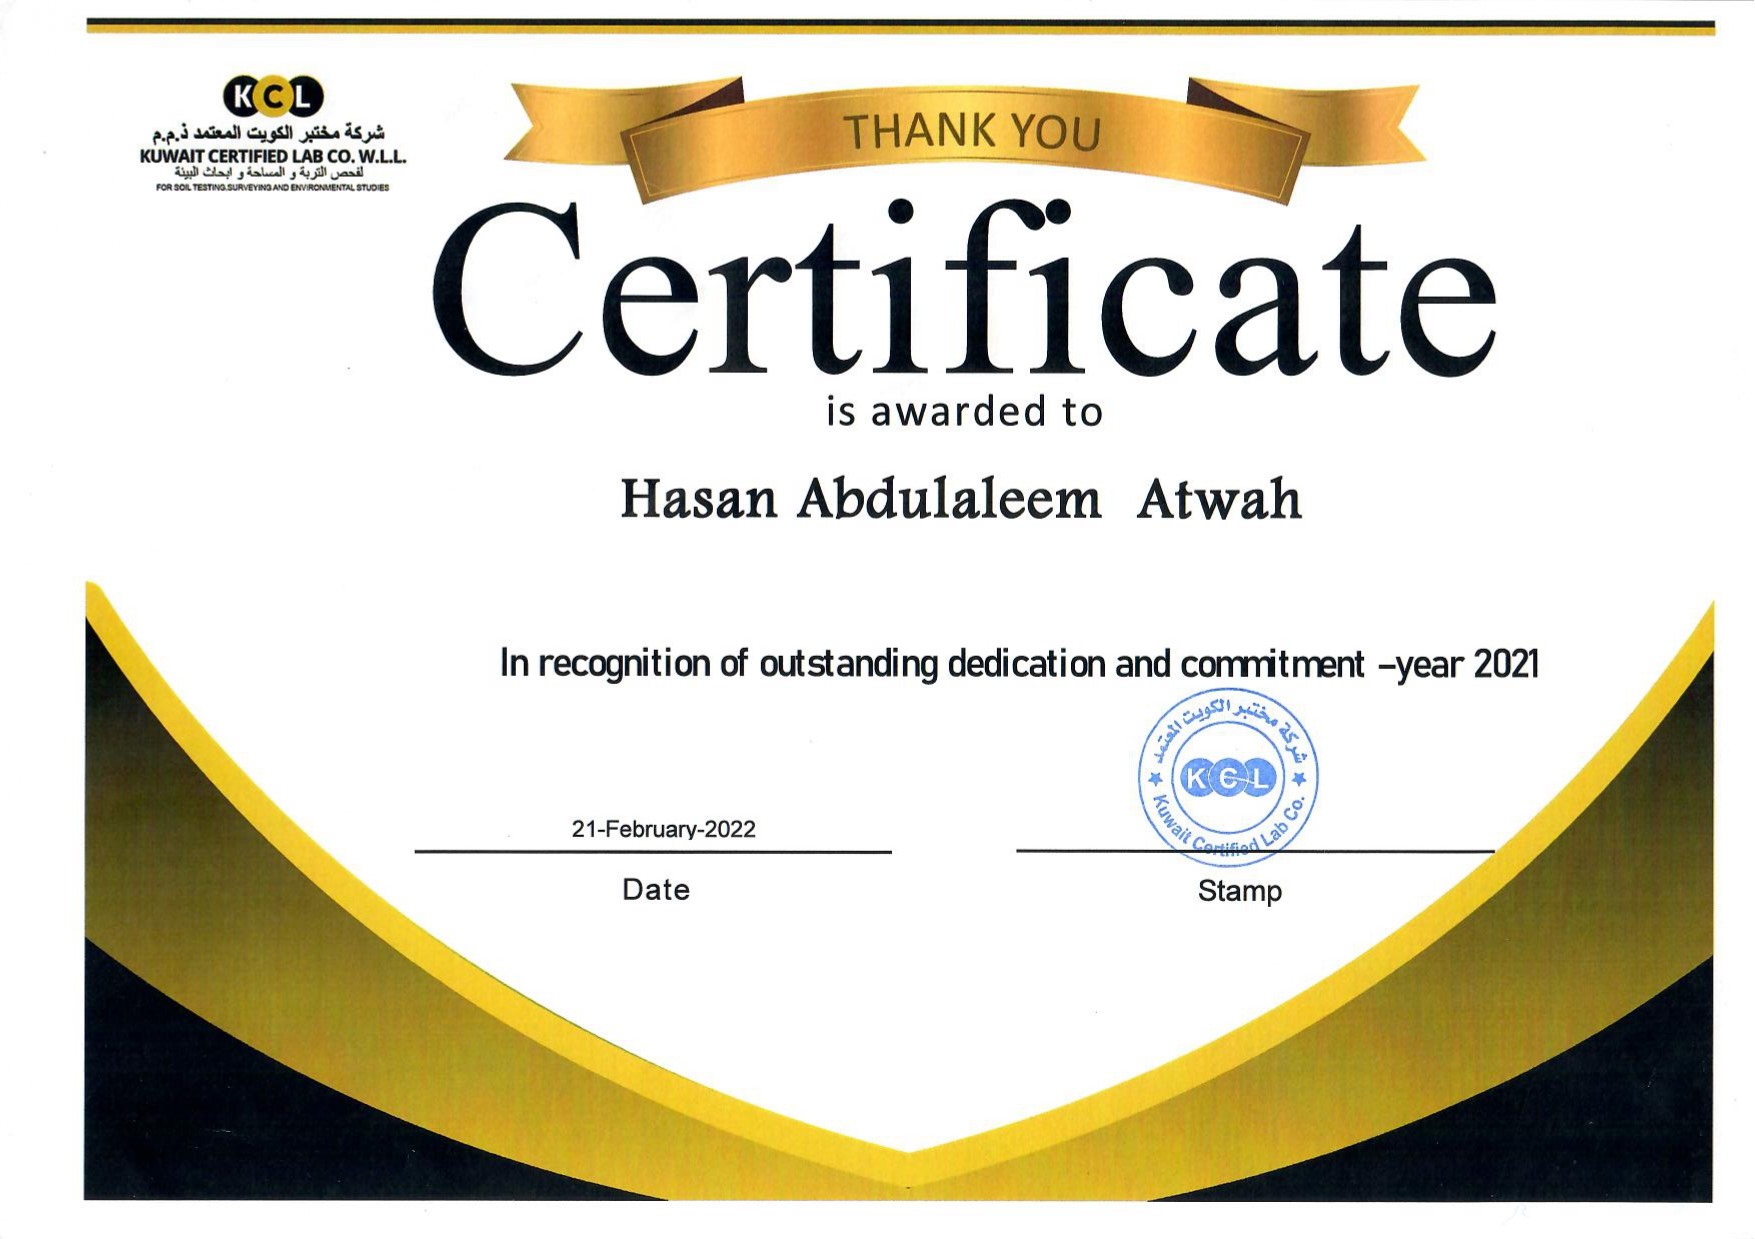 KCL
شركة مختبر الكويت المعتمد ذ.م.م
KUWAIT CERTIFIED LAB CO. W.L.L.
لفحص التربة و المساحة و ابحاث البيئة
FOR SOIL TESTING.SURVEYING AND ENVIRONMENTAL STUDIES
THANK YOU
Certificate
is awarded to
Hasan Abdulaleem Atwah
In recognition of outstanding dedication and commitment –year 2021
شركة مختبر الكويت المعتمد
KCL
Kuwait Certified Lab Co.
21-February-2022
Date
Stamp